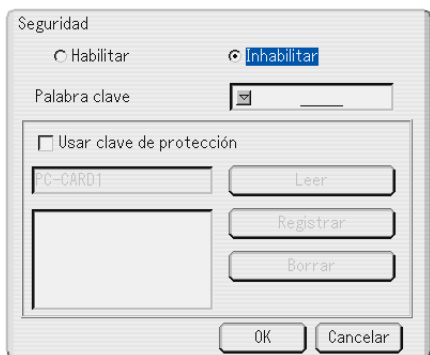 Seguridad
Habilitar Inhabilitar
Palabra clave
Usar clave de protección
PC-CARD1 Leer
Registrar
Borrar
OK Cancelar